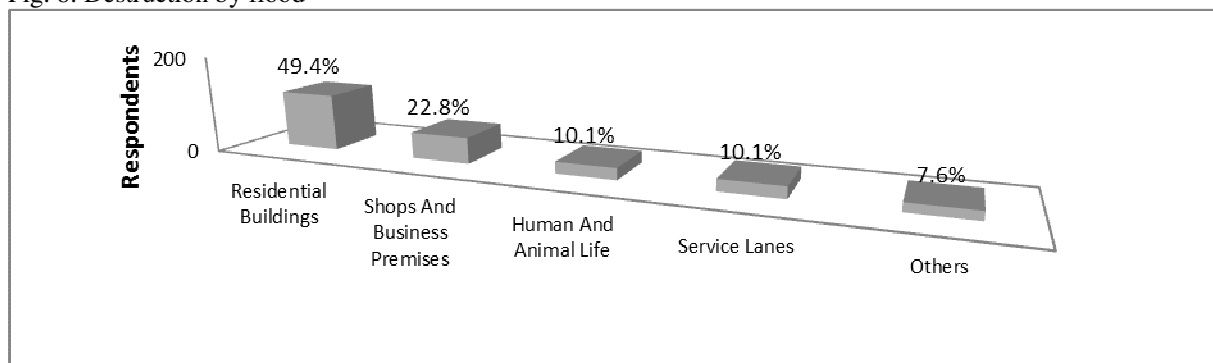 Fig. 6: Destruction by flood
Respondents
200
0
49.4%
22.8%
10.1%
10.1%
7.6%
Residential
Buildings
Shops And
Business
Premises
Human And
Animal Life
Service Lanes
Others